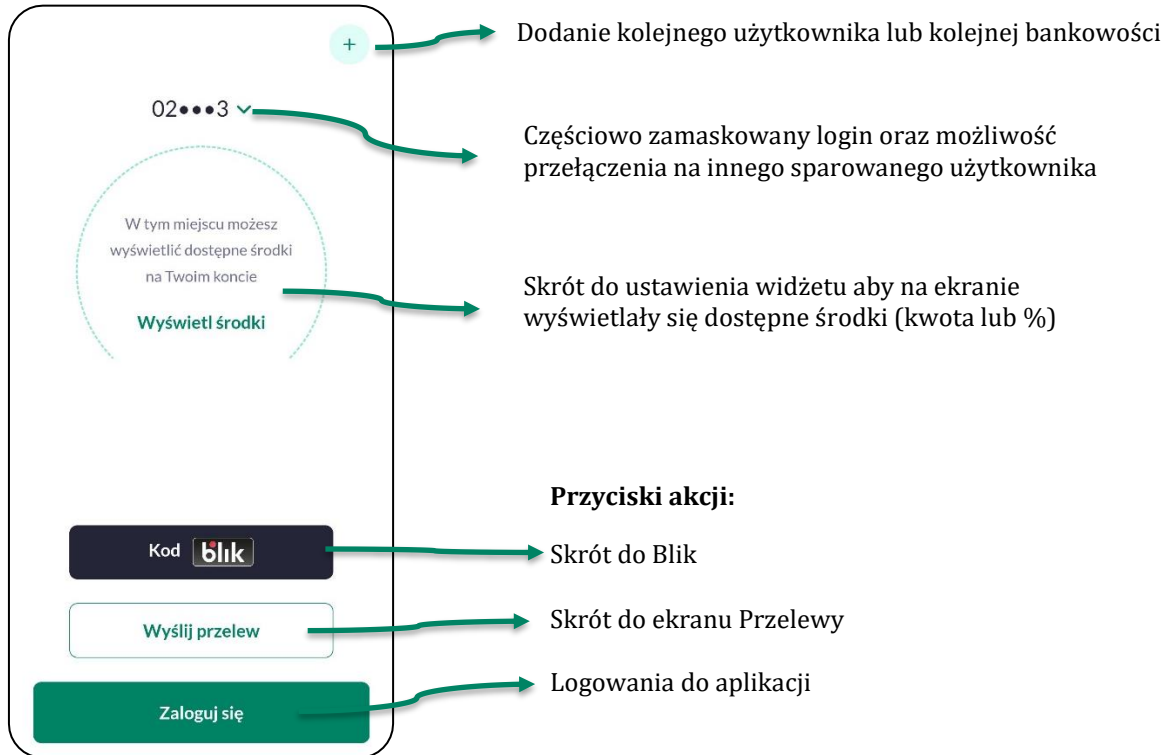 +
Dodanie kolejnego użytkownika lub kolejnej bankowości
02●●●3
Częściowo zamaskowany login oraz możliwość
przełączenia na innego sparowanego użytkownika
W tym miejscu możesz
wyświetlić dostępne środki
na Twoim koncie
Wyświetl środki
Skrót do ustawienia widżetu aby na ekranie
wyświetlały się dostępne środki (kwota lub %)
Przyciski akcji:
Kod blik
Skrót do Blik
Wyślij przelew
Skrót do ekranu Przelewy
Zaloguj się
Logowania do aplikacji